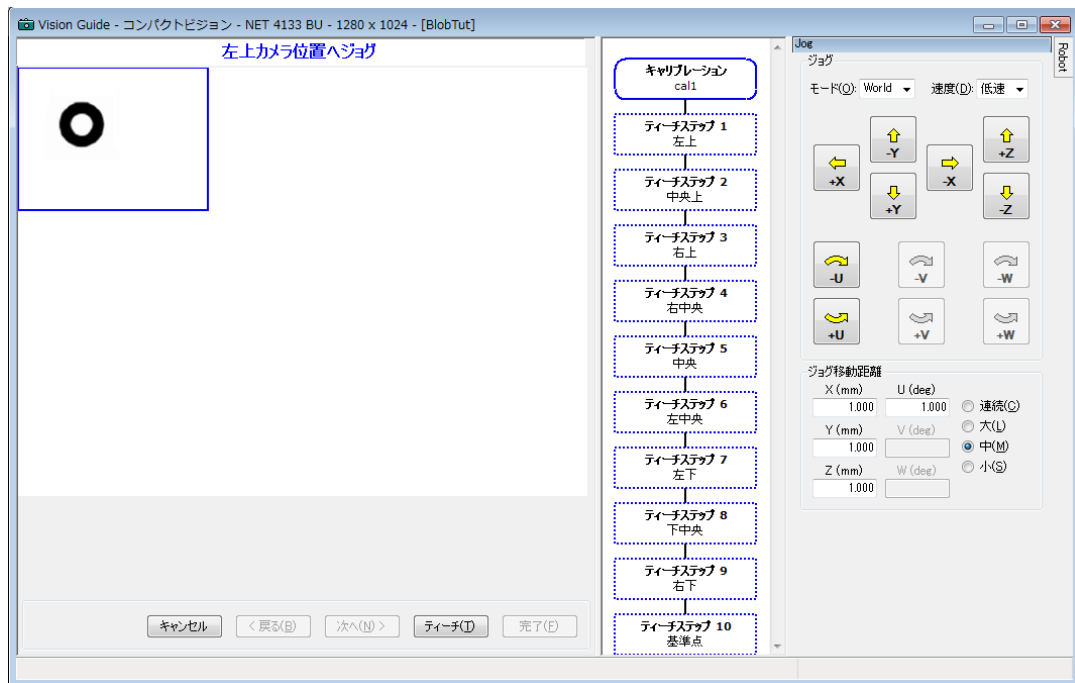 Vision Guide - コンパクトビジョン - NET 4133 BU - 1280 x 1024 - [BlobTut]
左上カメラ位置へジョグ
キャリブレーション
cal1
ティーチステップ 1
左上
ティーチステップ 2
中央上
ティーチステップ 3
右上
ティーチステップ 4
右中央
ティーチステップ 5
中央
ティーチステップ 6
左中央
ティーチステップ 7
左下
ティーチステップ 8
下中央
ティーチステップ 9
右下
ティーチステップ 10
基準点
キャンセル
< 戻る(B)
次へ(N) >
ティーチ(T)
完了(F)
Jog
Robot
ジョグ
モード(O): World 速度(D): 低速
-Y
+Z
+X
-X
+Y
-Z
-U
-V
-W
+U
+V
+W
ジョグ移動距離
X (mm) U (deg)
1.000 1.000
連続(C)
Y (mm) V (deg)
大(L)
1.000
中(M)
Z (mm) W (deg)
小(S)
1.000